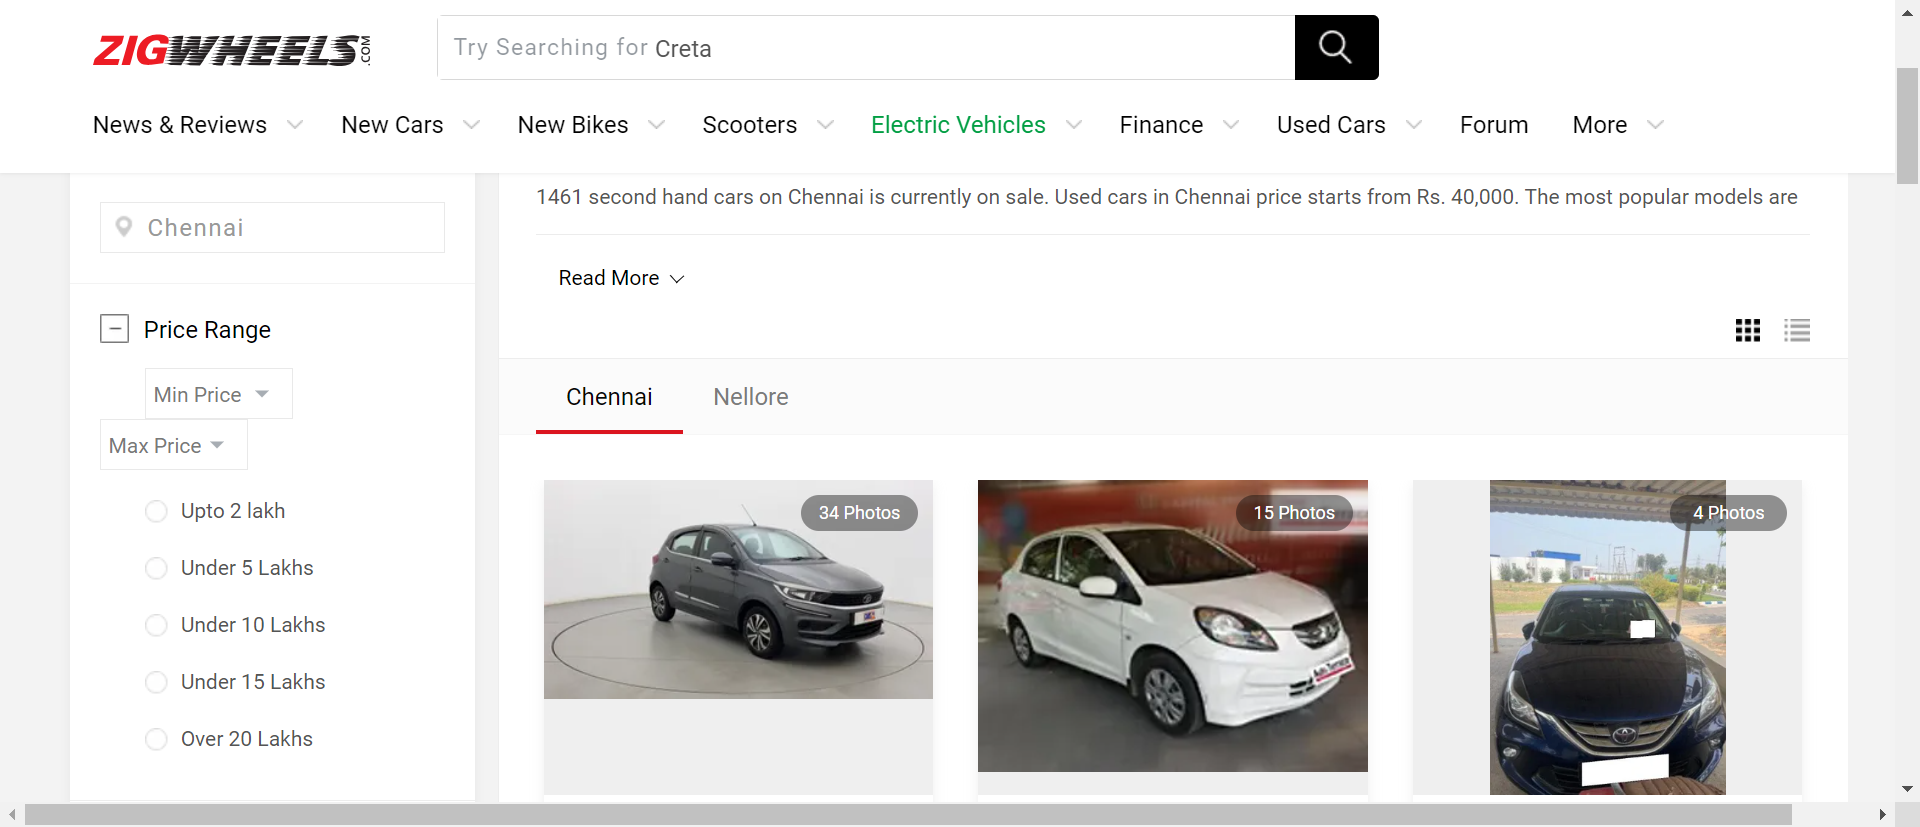 ZIGWHEELS.COM
Try Searching for Creta
News & Reviews New Cars New Bikes Scooters Electric Vehicles Finance Used Cars Forum More
Chennai
Price Range
Min Price
Max Price
Upto 2 lakh
Under 5 Lakhs
Under 10 Lakhs
Under 15 Lakhs
Over 20 Lakhs
1461 second hand cars on Chennai is currently on sale. Used cars in Chennai price starts from Rs. 40,000. The most popular models are
Read More
Chennai Nellore
34 Photos
15 Photos
4 Photos